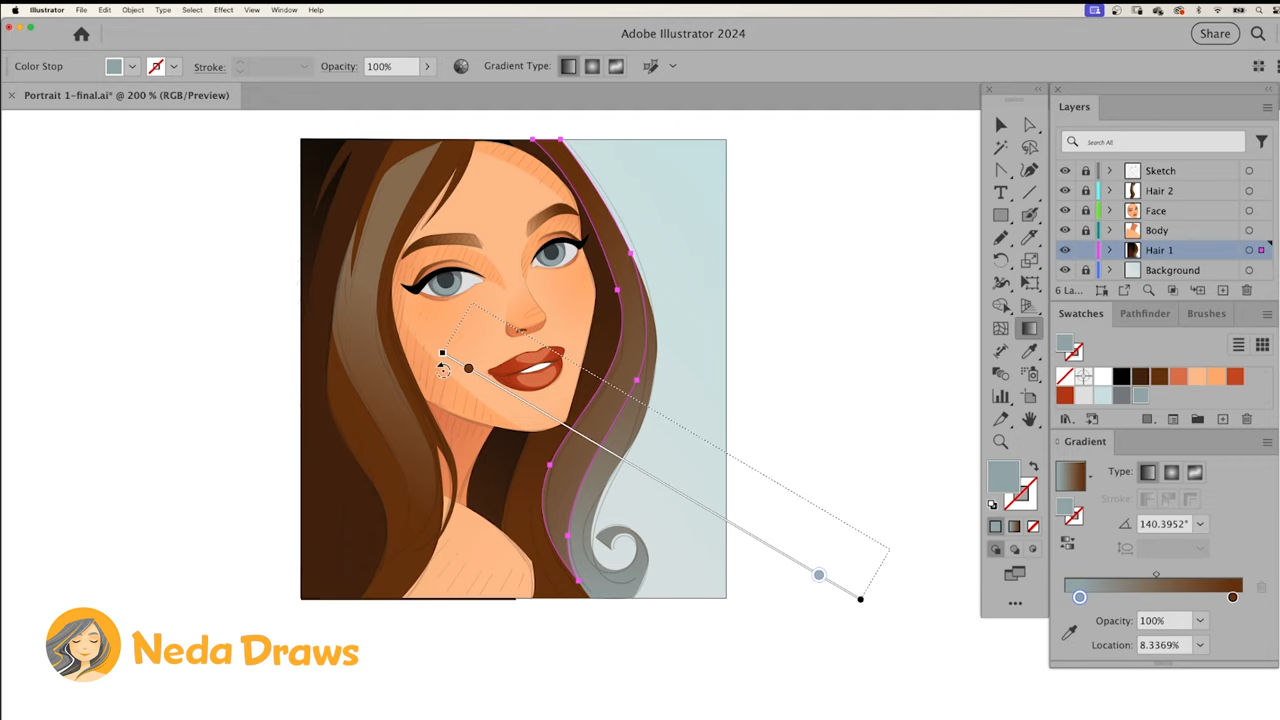 Illustrator File Edit Object Type Select Effect View Window Help
Adobe Illustrator 2024
Share
Color Stop Stroke: Opacity: 100% Gradient Type:
Portrait 1-final.ai* @ 200 % (RGB/Preview)
Layers
Search All
Sketch
Hair 2
Face
Body
Hair 1
Background
6 La...
Swatches Pathfinder Brushes
Gradient
Type:
Stroke:
140.3952°
Opacity: 100%
Location: 8.3369%
Neda Draws